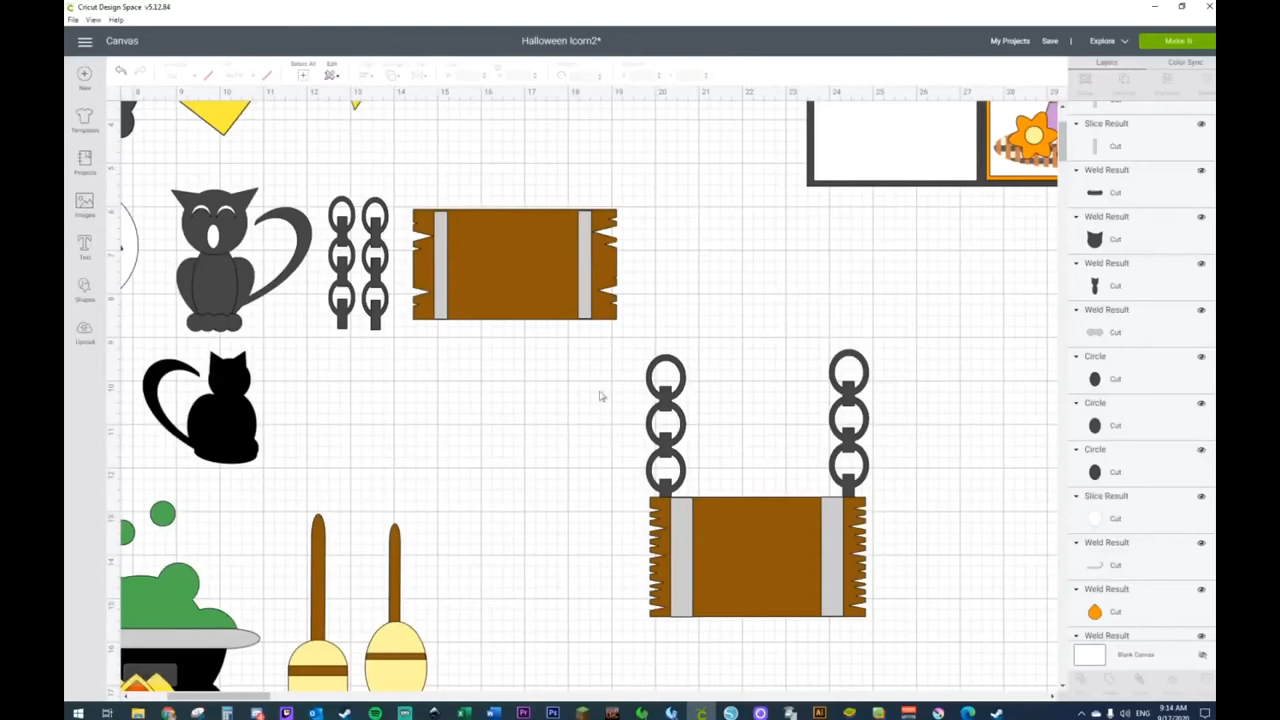 Cricut Design Space v5.12.84
File View Help
Canvas
Halloween Icorn2*
My Projects Save | Explore Make It
New
Templates
Projects
Images
Text
Shapes
Upload
Select All Edit
8 9 10 11 12 13 14 15 16 17 18 19 20 21 22 23 24 25 26 27 28
Layers Color Sync
Slice Result
Cut
Weld Result
Cut
Weld Result
Cut
Weld Result
Cut
Weld Result
Cut
Circle
Cut
Circle
Cut
Circle
Cut
Slice Result
Cut
Weld Result
Cut
Weld Result
Cut
Weld Result
Blank Canvas
ENG
9:14 AM
9/17/2020